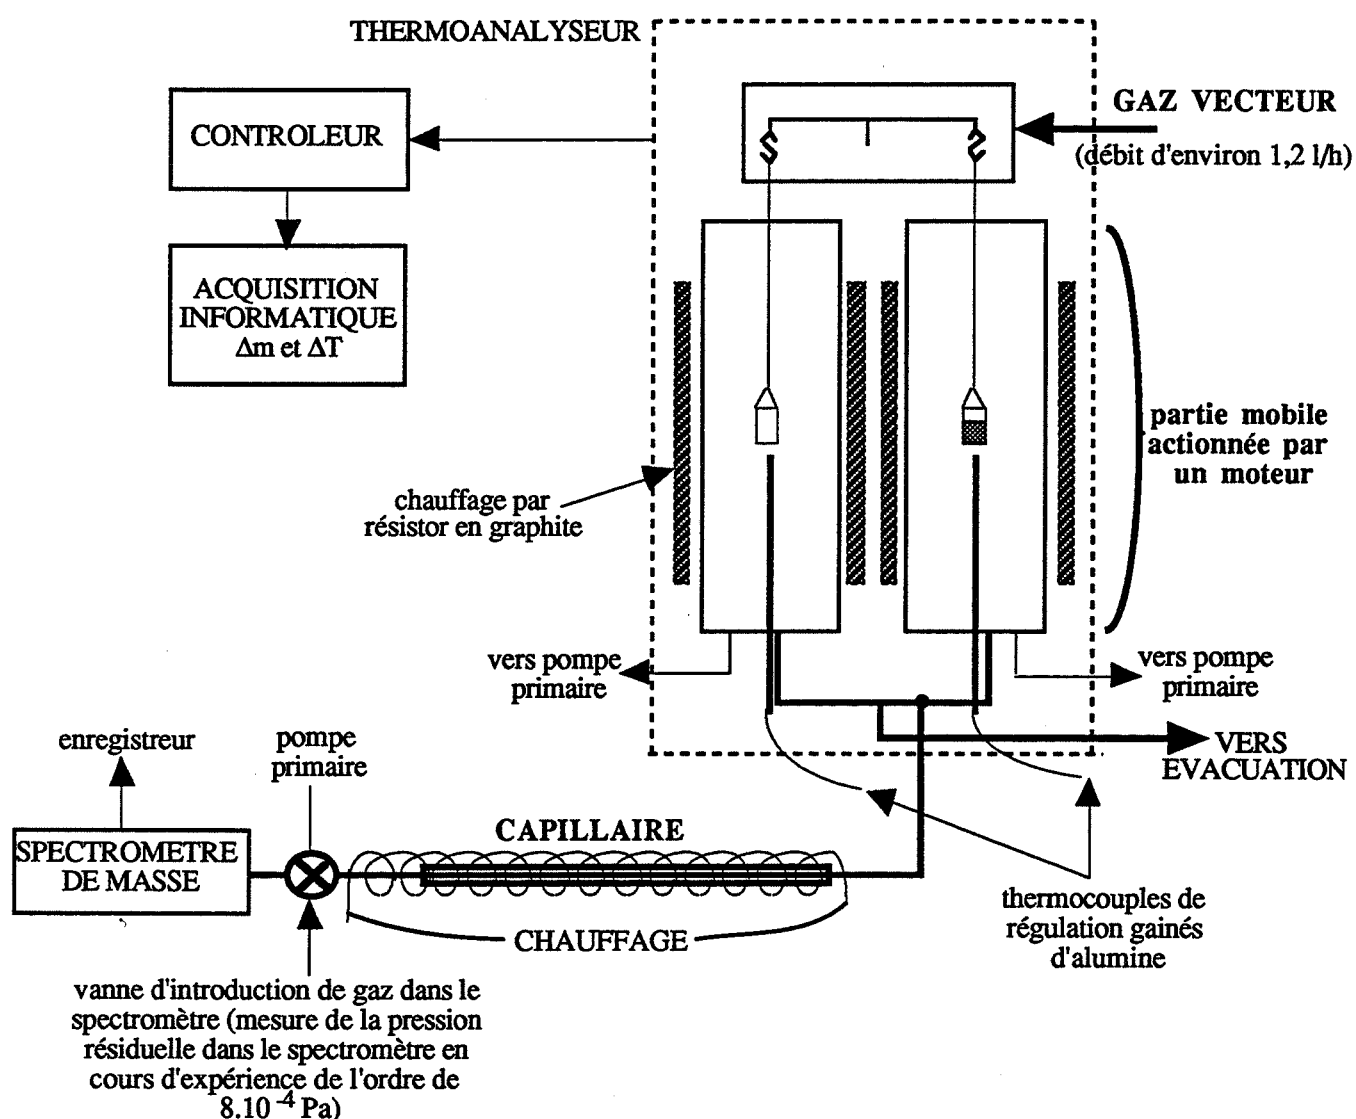 THERMOANALYSEUR
CONTROLEUR
GAZ VECTEUR
(débit d'environ 1,2 l/h)
ACQUISITION
INFORMATIQUE
Δm et ΔT
partie mobile
actionnée par
un moteur
chauffage par
résistor en graphite
vers pompe
primaire
vers pompe
primaire
VERS
EVACUATION
enregistreur
pompe
primaire
CAPILLAIRE
SPECTROMETRE
DE MASSE
CHAUFFAGE
thermocouples de
régulation gainés
d'alumine
vanne d'introduction de gaz dans le
spectromètre (mesure de la pression
résiduelle dans le spectromètre en
cours d'expérience de l'ordre de
8.10⁻⁴ Pa)